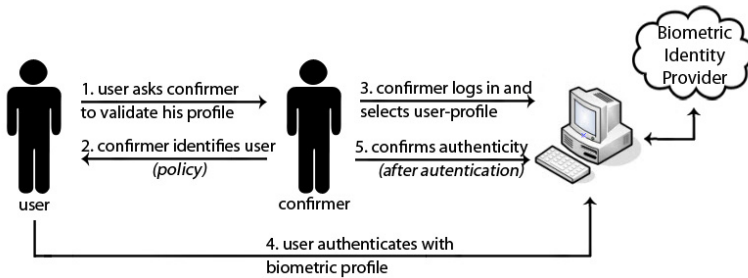 Biometric
Identity
Provider
1. user asks confirmer
to validate his profile
3. confirmer logs in and
selects user-profile
2. confirmer identifies user
(policy)
5. confirms authenticity
(after autentication)
user
confirmer
4. user authenticates with
biometric profile